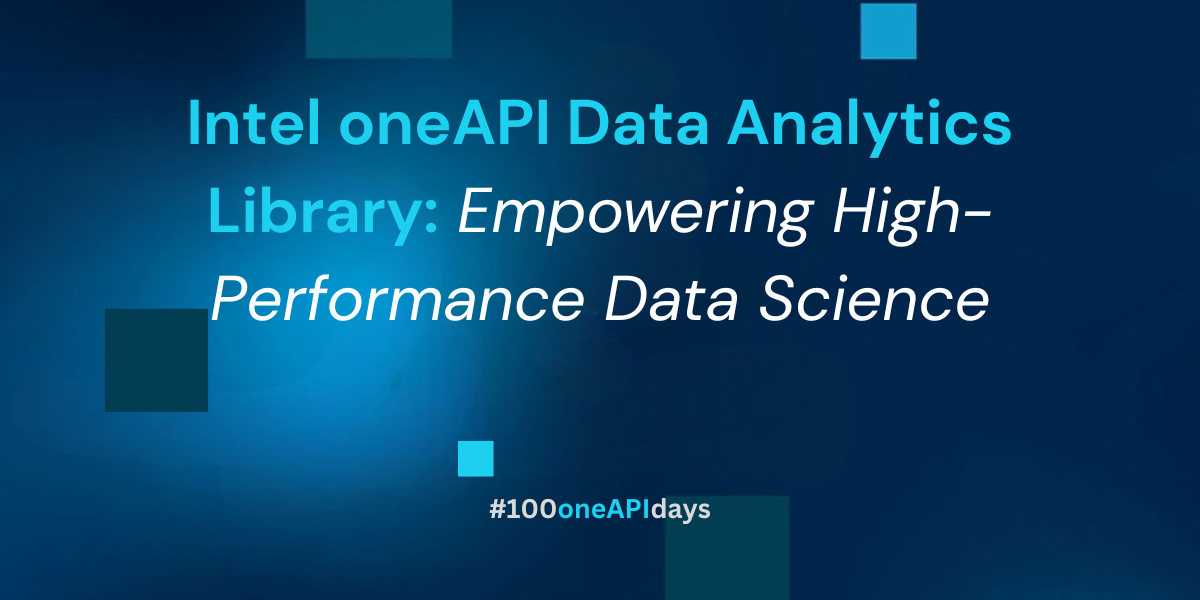 Intel oneAPI Data Analytics
Library: Empowering High-
Performance Data Science
#100oneAPIdays